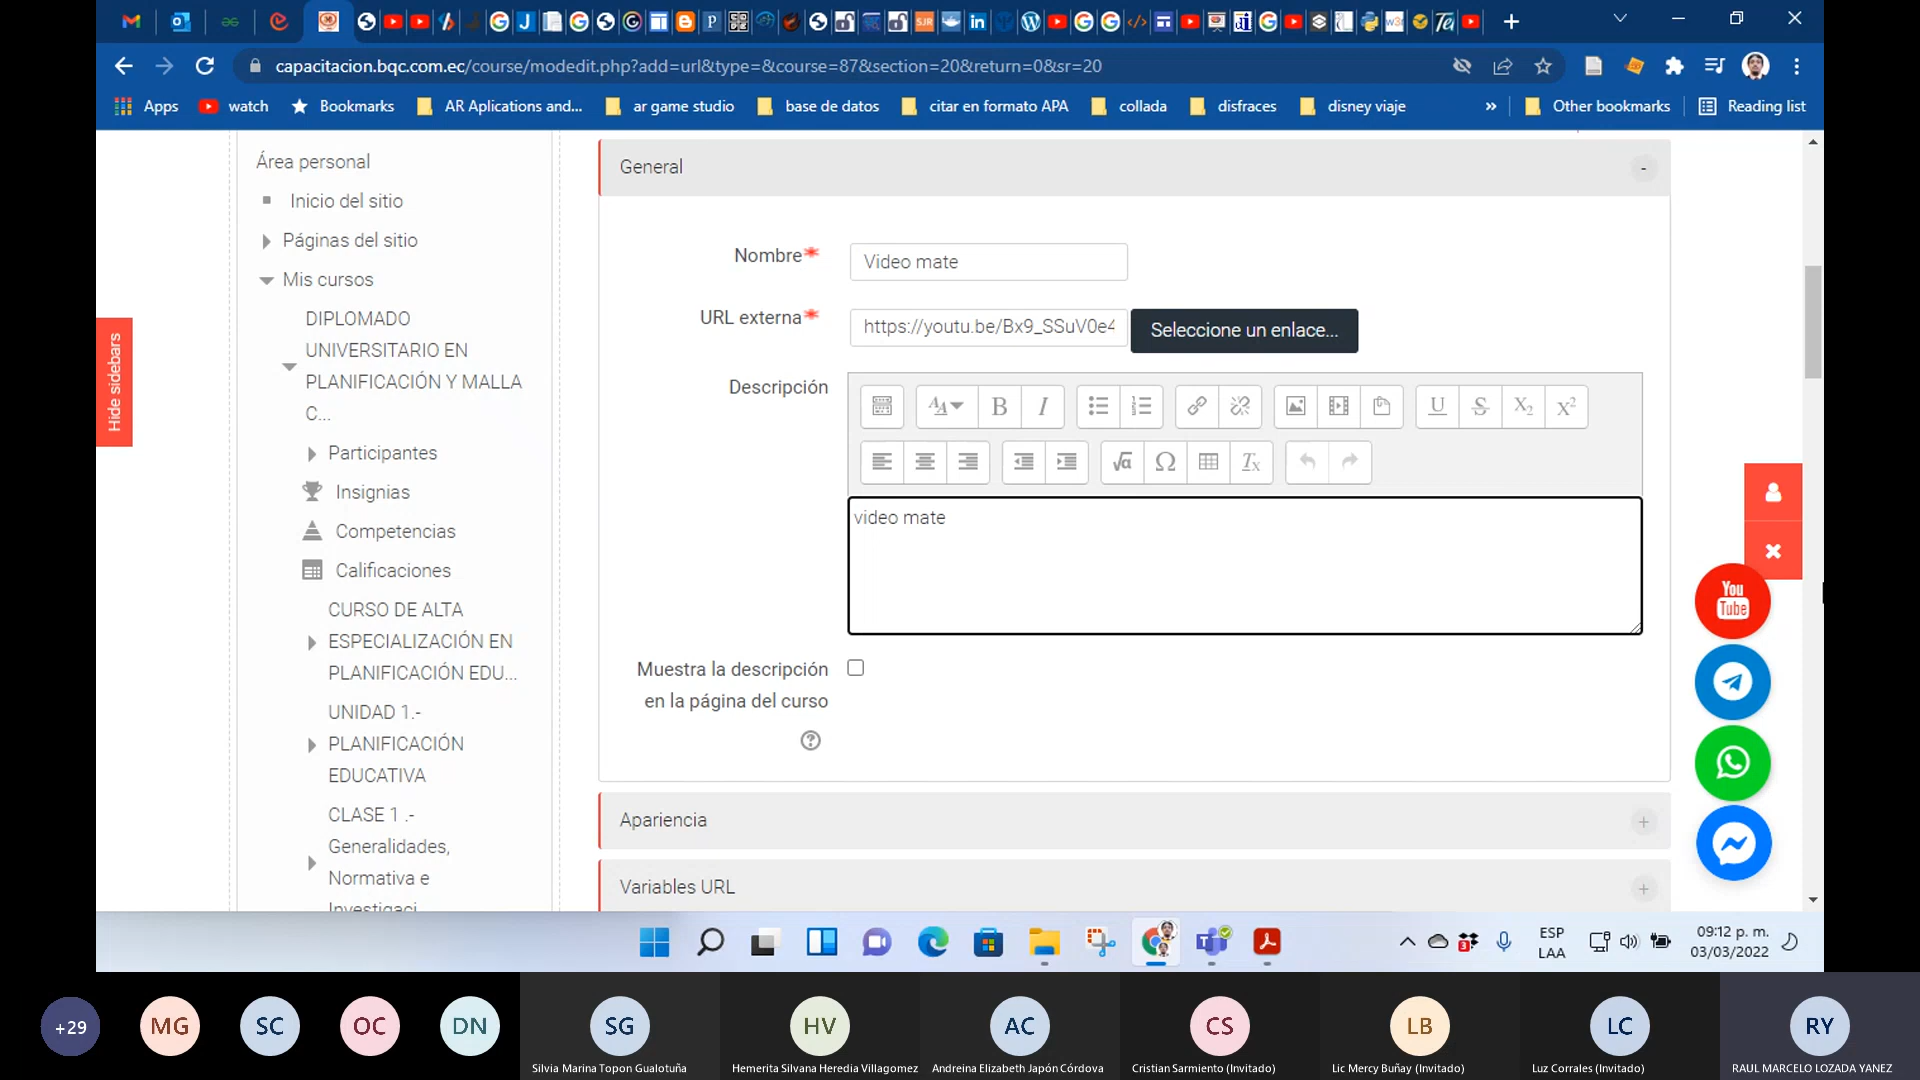 capacitacion.bqc.com.ec/course/modedit.php?add=url&type=&course=87&section=20&return=0&sr=20
Apps
watch
Bookmarks
AR Aplications and...
ar game studio
base de datos
citar en formato APA
collada
disfraces
disney viaje
»
Other bookmarks
Reading list
Hide sidebars
Área personal
Inicio del sitio
Páginas del sitio
Mis cursos
DIPLOMADO
UNIVERSITARIO EN
PLANIFICACIÓN Y MALLA
C...
Participantes
Insignias
Competencias
Calificaciones
CURSO DE ALTA
ESPECIALIZACIÓN EN
PLANIFICACIÓN EDU...
UNIDAD 1.-
PLANIFICACIÓN
EDUCATIVA
CLASE 1 .-
Generalidades,
Normativa e
Investigaci
General
Nombre
Video mate
URL externa
https://youtu.be/Bx9_SSuV0e4
Seleccione un enlace...
Descripción
video mate
Muestra la descripción
en la página del curso
Apariencia
Variables URL
You
Tube
ESP
LAA
09:12 p. m.
03/03/2022
+29
MG
SC
OC
DN
SG
Silvia Marina Topon Gualotuña
HV
Hemerita Silvana Heredia Villagomez
AC
Andreina Elizabeth Japón Córdova
CS
Cristian Sarmiento (Invitado)
LB
Lic Mercy Buñay (Invitado)
LC
Luz Corrales (Invitado)
RY
RAUL MARCELO LOZADA YANEZ